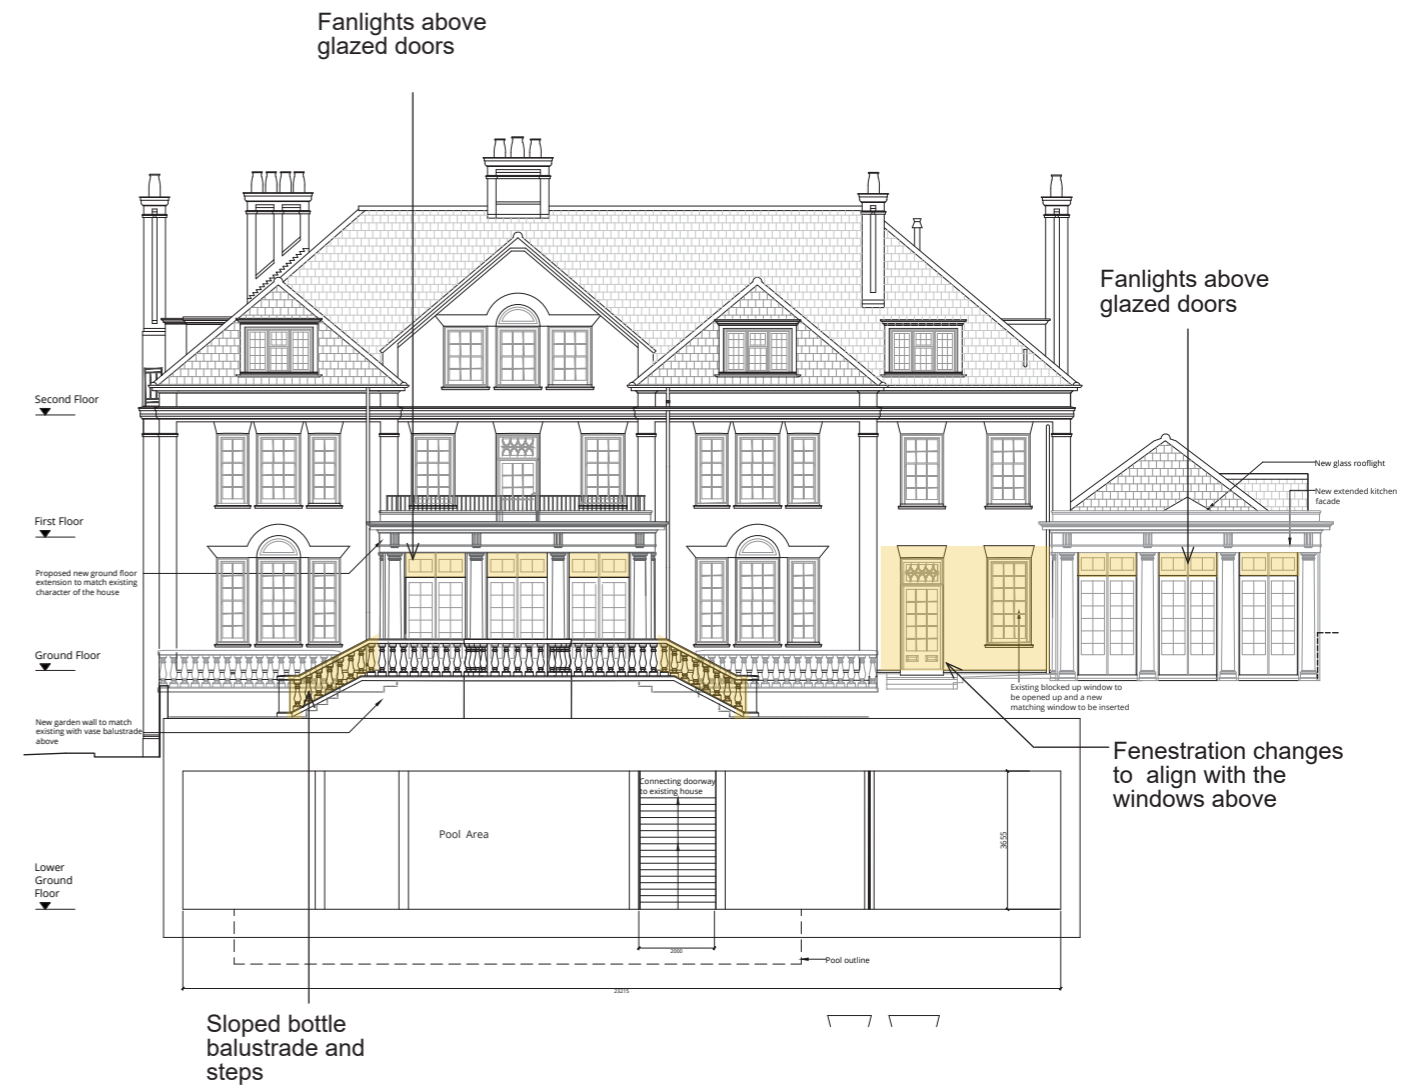 Fanlights above
glazed doors
Fanlights above
glazed doors
Second Floor
New glass rooflight
New extended kitchen
facade
First Floor
Proposed new ground floor
extension to match existing
character of the house
Ground Floor
Existing blocked up window to
be opened up and a new
matching window to be inserted
New garden wall to match
existing with vase balustrade
above
Fenestration changes
to  align with the
windows above
Connecting doorway
to existing house
Pool Area
3655
Lower
Ground
Floor
2000
Pool outline
23215
Sloped bottle
balustrade and
steps